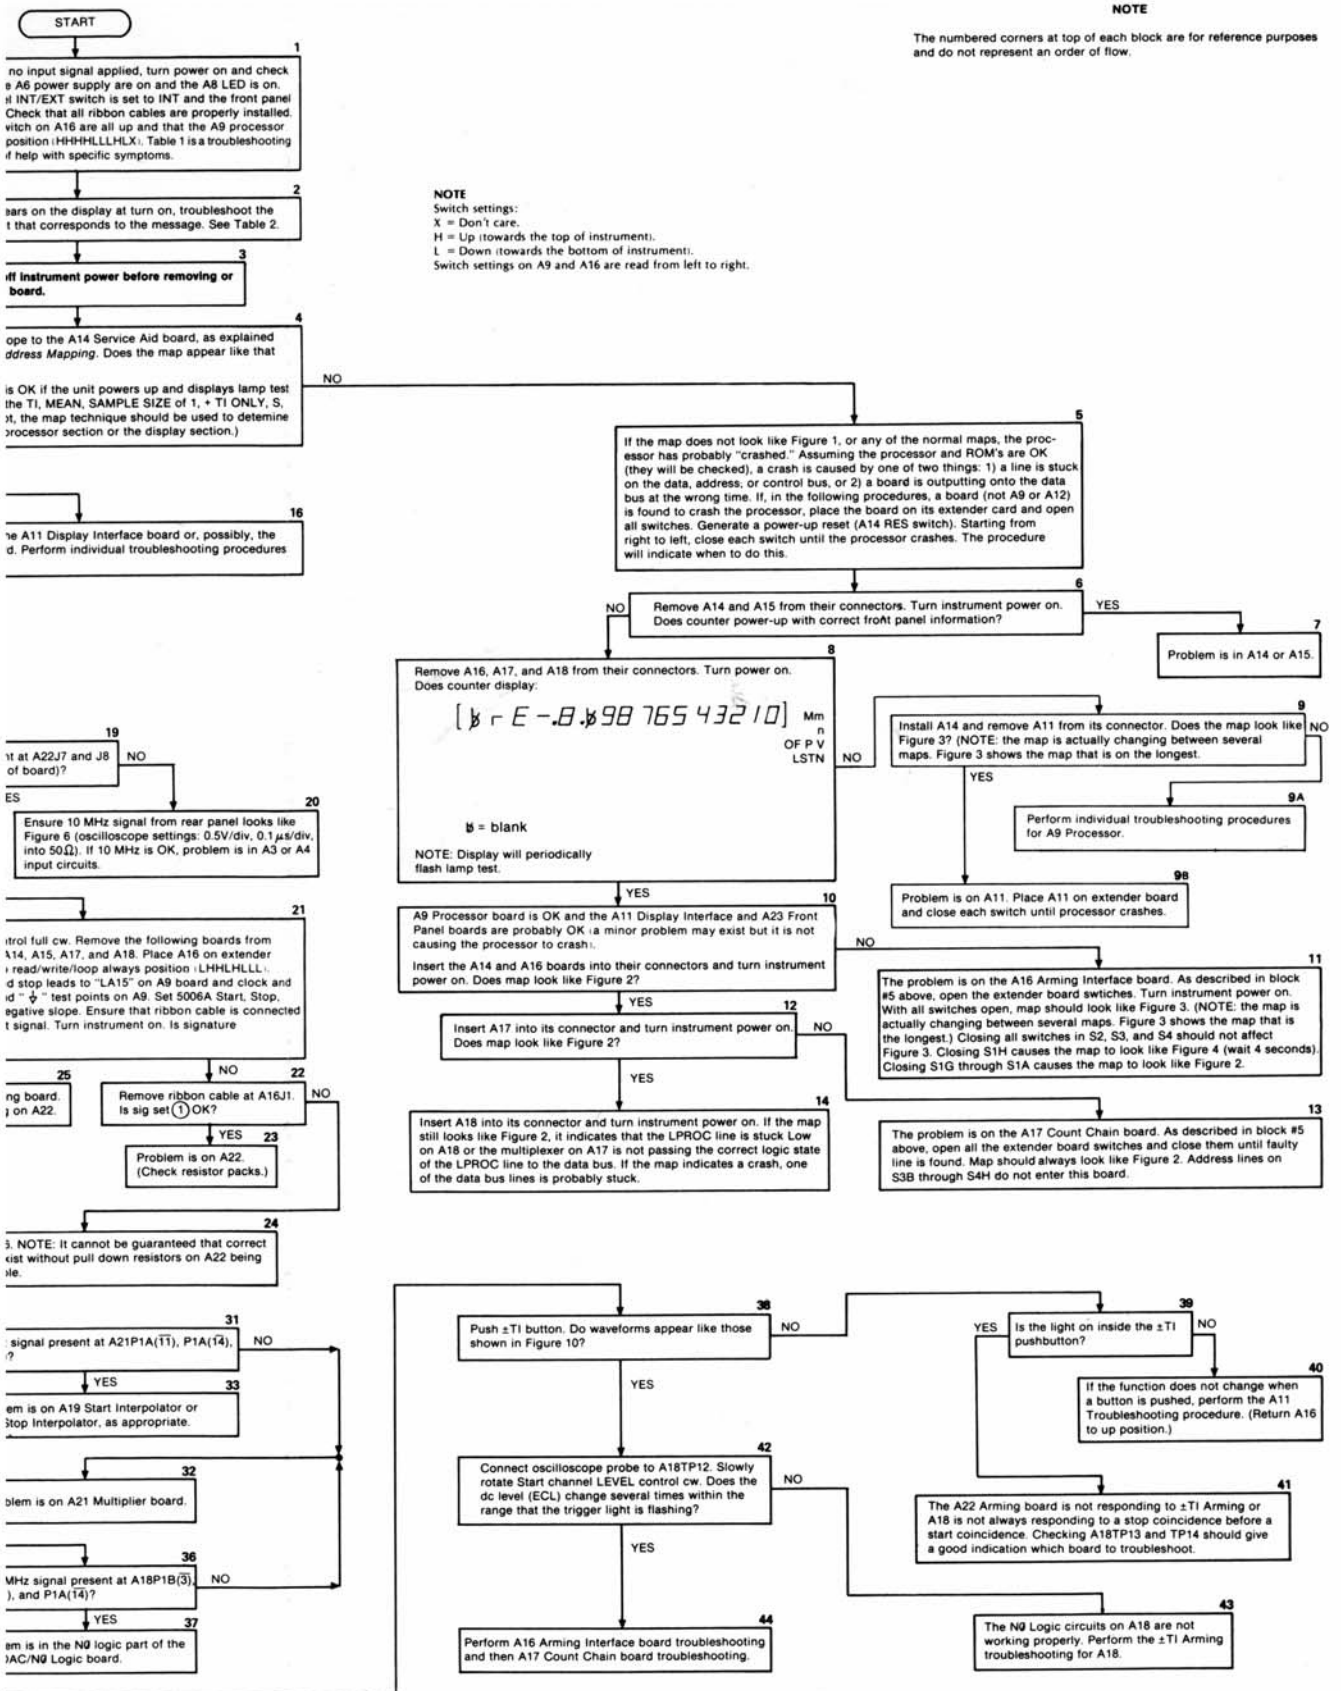 START
NOTE
The numbered corners at top of each block are for reference purposes
and do not represent an order of flow.
1
no input signal applied, turn power on and check
A6 power supply are on and the A8 LED is on.
INT/EXT switch is set to INT and the front panel
Check that all ribbon cables are properly installed.
switch on A16 are all up and that the A9 processor
position (HHHHLLLHLX). Table 1 is a troubleshooting
of help with specific symptoms.
2
ears on the display at turn on, troubleshoot the
t that corresponds to the message. See Table 2.
NOTE
Switch settings:
X = Don't care.
H = Up (towards the top of instrument).
L = Down (towards the bottom of instrument).
Switch settings on A9 and A16 are read from left to right.
3
off instrument power before removing or
board.
4
ope to the A14 Service Aid board, as explained
ddress Mapping. Does the map appear like that
is OK if the unit powers up and displays lamp test
the TI, MEAN, SAMPLE SIZE of 1, + TI ONLY, S,
ot, the map technique should be used to detemine
processor section or the display section.)
NO
5
If the map does not look like Figure 1, or any of the normal maps, the proc-
essor has probably "crashed." Assuming the processor and ROM's are OK
(they will be checked), a crash is caused by one of two things: 1) a line is stuck
on the data, address, or control bus, or 2) a board is outputting onto the data
bus at the wrong time. If, in the following procedures, a board (not A9 or A12)
is found to crash the processor, place the board on its extender card and open
all switches. Generate a power-up reset (A14 RES switch). Starting from
right to left, close each switch until the processor crashes. The procedure
will indicate when to do this.
16
he A11 Display Interface board or, possibly, the
d. Perform individual troubleshooting procedures
6
NO
Remove A14 and A15 from their connectors. Turn instrument power on.
Does counter power-up with correct front panel information?
YES
7
Problem is in A14 or A15.
8
Remove A16, A17, and A18 from their connectors. Turn power on.
Does counter display:
[b̸ r E -.8.b̸98 765 43210]
Mm
n
OF P V
LSTN
NO
b̸ = blank
NOTE: Display will periodically
flash lamp test.
YES
9
Install A14 and remove A11 from its connector. Does the map look like
Figure 3? (NOTE: the map is actually changing between several
maps. Figure 3 shows the map that is on the longest.
NO
YES
9A
Perform individual troubleshooting procedures
for A9 Processor.
9B
Problem is on A11. Place A11 on extender board
and close each switch until processor crashes.
19
nt at A22J7 and J8
of board)?
NO
ES
20
Ensure 10 MHz signal from rear panel looks like
Figure 6 (oscilloscope settings: 0.5V/div, 0.1µs/div,
into 50Ω). If 10 MHz is OK, problem is in A3 or A4
input circuits.
10
A9 Processor board is OK and the A11 Display Interface and A23 Front
Panel boards are probably OK (a minor problem may exist but it is not
causing the processor to crash).
Insert the A14 and A16 boards into their connectors and turn instrument
power on. Does map look like Figure 2?
NO
YES
11
The problem is on the A16 Arming Interface board. As described in block
#5 above, open the extender board swtiches. Turn instrument power on.
With all switches open, map should look like Figure 3. (NOTE: the map is
actually changing between several maps. Figure 3 shows the map that is
the longest.) Closing all switches in S2, S3, and S4 should not affect
Figure 3. Closing S1H causes the map to look like Figure 4 (wait 4 seconds).
Closing S1G through S1A causes the map to look like Figure 2.
21
trol full cw. Remove the following boards from
A14, A15, A17, and A18. Place A16 on extender
read/write/loop always position (LHHLHLLL).
d stop leads to "LA15" on A9 board and clock and
nd "⏚" test points on A9. Set 5006A Start, Stop,
egative slope. Ensure that ribbon cable is connected
t signal. Turn instrument on. Is signature
NO
12
Insert A17 into its connector and turn instrument power on.
Does map look like Figure 2?
NO
YES
13
The problem is on the A17 Count Chain board. As described in block #5
above, open all the extender board switches and close them until faulty
line is found. Map should always look like Figure 2. Address lines on
S3B through S4H do not enter this board.
14
Insert A18 into its connector and turn instrument power on. If the map
still looks like Figure 2, it indicates that the LPROC line is stuck Low
on A18 or the multiplexer on A17 is not passing the correct logic state
of the LPROC line to the data bus. If the map indicates a crash, one
of the data bus lines is probably stuck.
25
ng board.
g on A22.
22
Remove ribbon cable at A16J1.
Is sig set ① OK?
NO
YES
23
Problem is on A22.
(Check resistor packs.)
24
6. NOTE: It cannot be guaranteed that correct
xist without pull down resistors on A22 being
ble.
31
signal present at A21P1A(1̅1̅), P1A(1̅4̅),
?
NO
YES
33
em is on A19 Start Interpolator or
Stop Interpolator, as appropriate.
32
blem is on A21 Multiplier board.
36
MHz signal present at A18P1B(3̅),
), and P1A(1̅4̅)?
NO
YES
37
em is in the NØ logic part of the
DAC/NØ Logic board.
38
Push ±TI button. Do waveforms appear like those
shown in Figure 10?
NO
YES
39
YES
Is the light on inside the ±TI
pushbutton?
NO
40
If the function does not change when
a button is pushed, perform the A11
Troubleshooting procedure. (Return A16
to up position.)
42
Connect oscilloscope probe to A18TP12. Slowly
rotate Start channel LEVEL control cw. Does the
dc level (ECL) change several times within the
range that the trigger light is flashing?
NO
YES
41
The A22 Arming board is not responding to ±TI Arming or
A18 is not always responding to a stop coincidence before a
start coincidence. Checking A18TP13 and TP14 should give
a good indication which board to troubleshoot.
43
The NØ Logic circuits on A18 are not
working properly. Perform the ±TI Arming
troubleshooting for A18.
44
Perform A16 Arming Interface board troubleshooting
and then A17 Count Chain board troubleshooting.